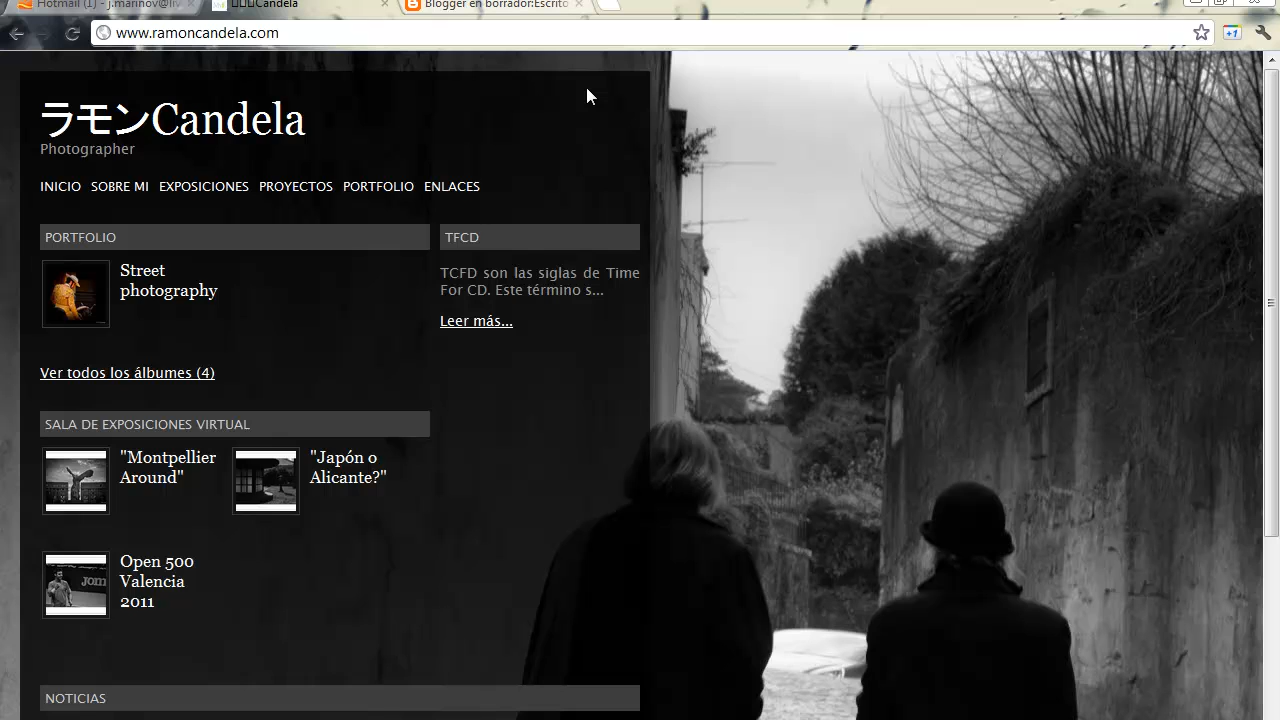 Hotmail (1) - j.marinov@liv
Candela
Blogger en borrador:Escrito
www.ramoncandela.com
+1
ラモンCandela
Photographer
INICIO SOBRE MI EXPOSICIONES PROYECTOS PORTFOLIO ENLACES
PORTFOLIO
Street
photography
Ver todos los álbumes (4)
TFCD
TCFD son las siglas de Time
For CD. Este término s...
Leer más...
SALA DE EXPOSICIONES VIRTUAL
"Montpellier
Around"
"Japón o
Alicante?"
Open 500
Valencia
2011
NOTICIAS